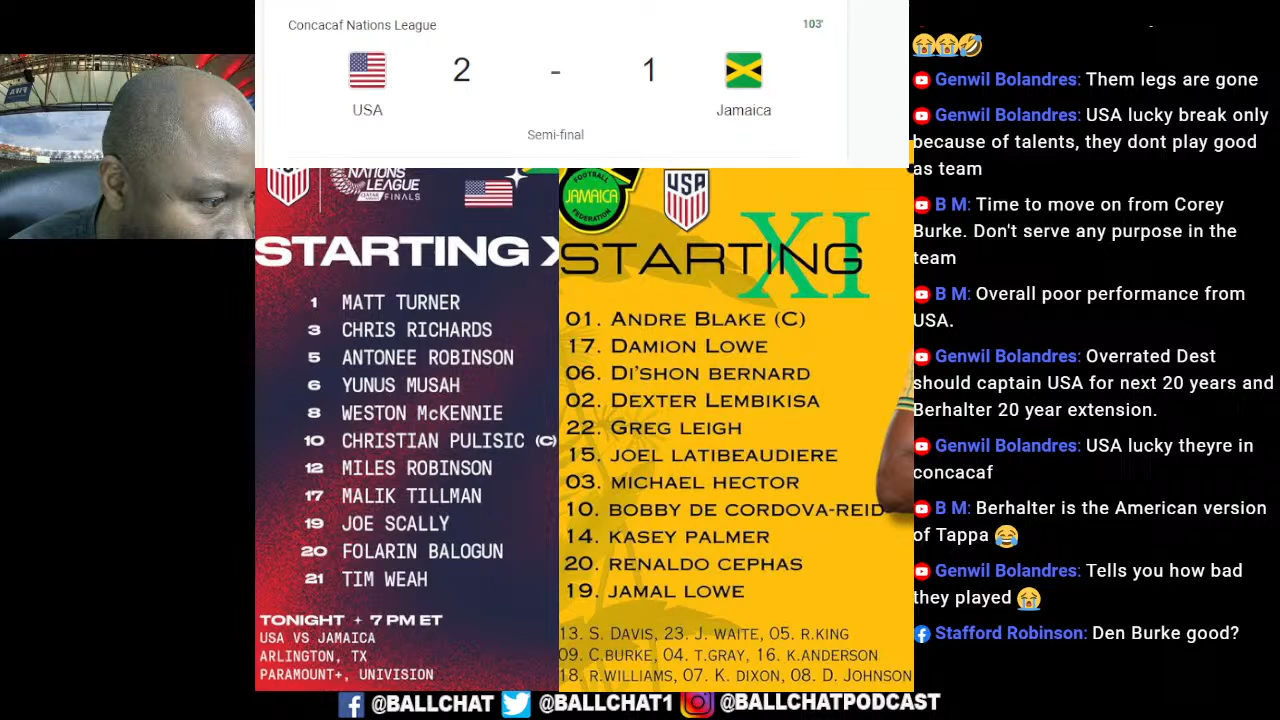 Concacaf Nations League
103'
2 - 1
USA
Jamaica
Semi-final
NATIONS
LEAGUE
FINALS
STARTING X
1 MATT TURNER
3 CHRIS RICHARDS
5 ANTONEE ROBINSON
6 YUNUS MUSAH
8 WESTON McKENNIE
10 CHRISTIAN PULISIC (C)
12 MILES ROBINSON
17 MALIK TILLMAN
19 JOE SCALLY
20 FOLARIN BALOGUN
21 TIM WEAH
TONIGHT + 7 PM ET
USA VS JAMAICA
ARLINGTON, TX
PARAMOUNT+, UNIVISION
FOOTBALL
JAMAICA
FEDERATION
USA
STARTING
XI
01. ANDRE BLAKE (C)
17. DAMION LOWE
06. DI'SHON BERNARD
02. DEXTER LEMBIKISA
22. GREG LEIGH
15. JOEL LATIBEAUDIERE
03. MICHAEL HECTOR
10. BOBBY DE CORDOVA-REID
14. KASEY PALMER
20. RENALDO CEPHAS
19. JAMAL LOWE
13. S. DAVIS, 23. J. WAITE, 05. R.KING
09. C.BURKE, 04. T.GRAY, 16. K.ANDERSON
18. R.WILLIAMS, 07. K. DIXON, 08. D. JOHNSON
😭😭🤣
Genwil Bolandres: Them legs are gone
Genwil Bolandres: USA lucky break only
because of talents, they dont play good
as team
B M: Time to move on from Corey
Burke. Don't serve any purpose in the
team
B M: Overall poor performance from
USA.
Genwil Bolandres: Overrated Dest
should captain USA for next 20 years and
Berhalter 20 year extension.
Genwil Bolandres: USA lucky theyre in
concacaf
B M: Berhalter is the American version
of Tappa 😂
Genwil Bolandres: Tells you how bad
they played 😭
Stafford Robinson: Den Burke good?
@BALLCHAT @BALLCHAT1 @BALLCHATPODCAST